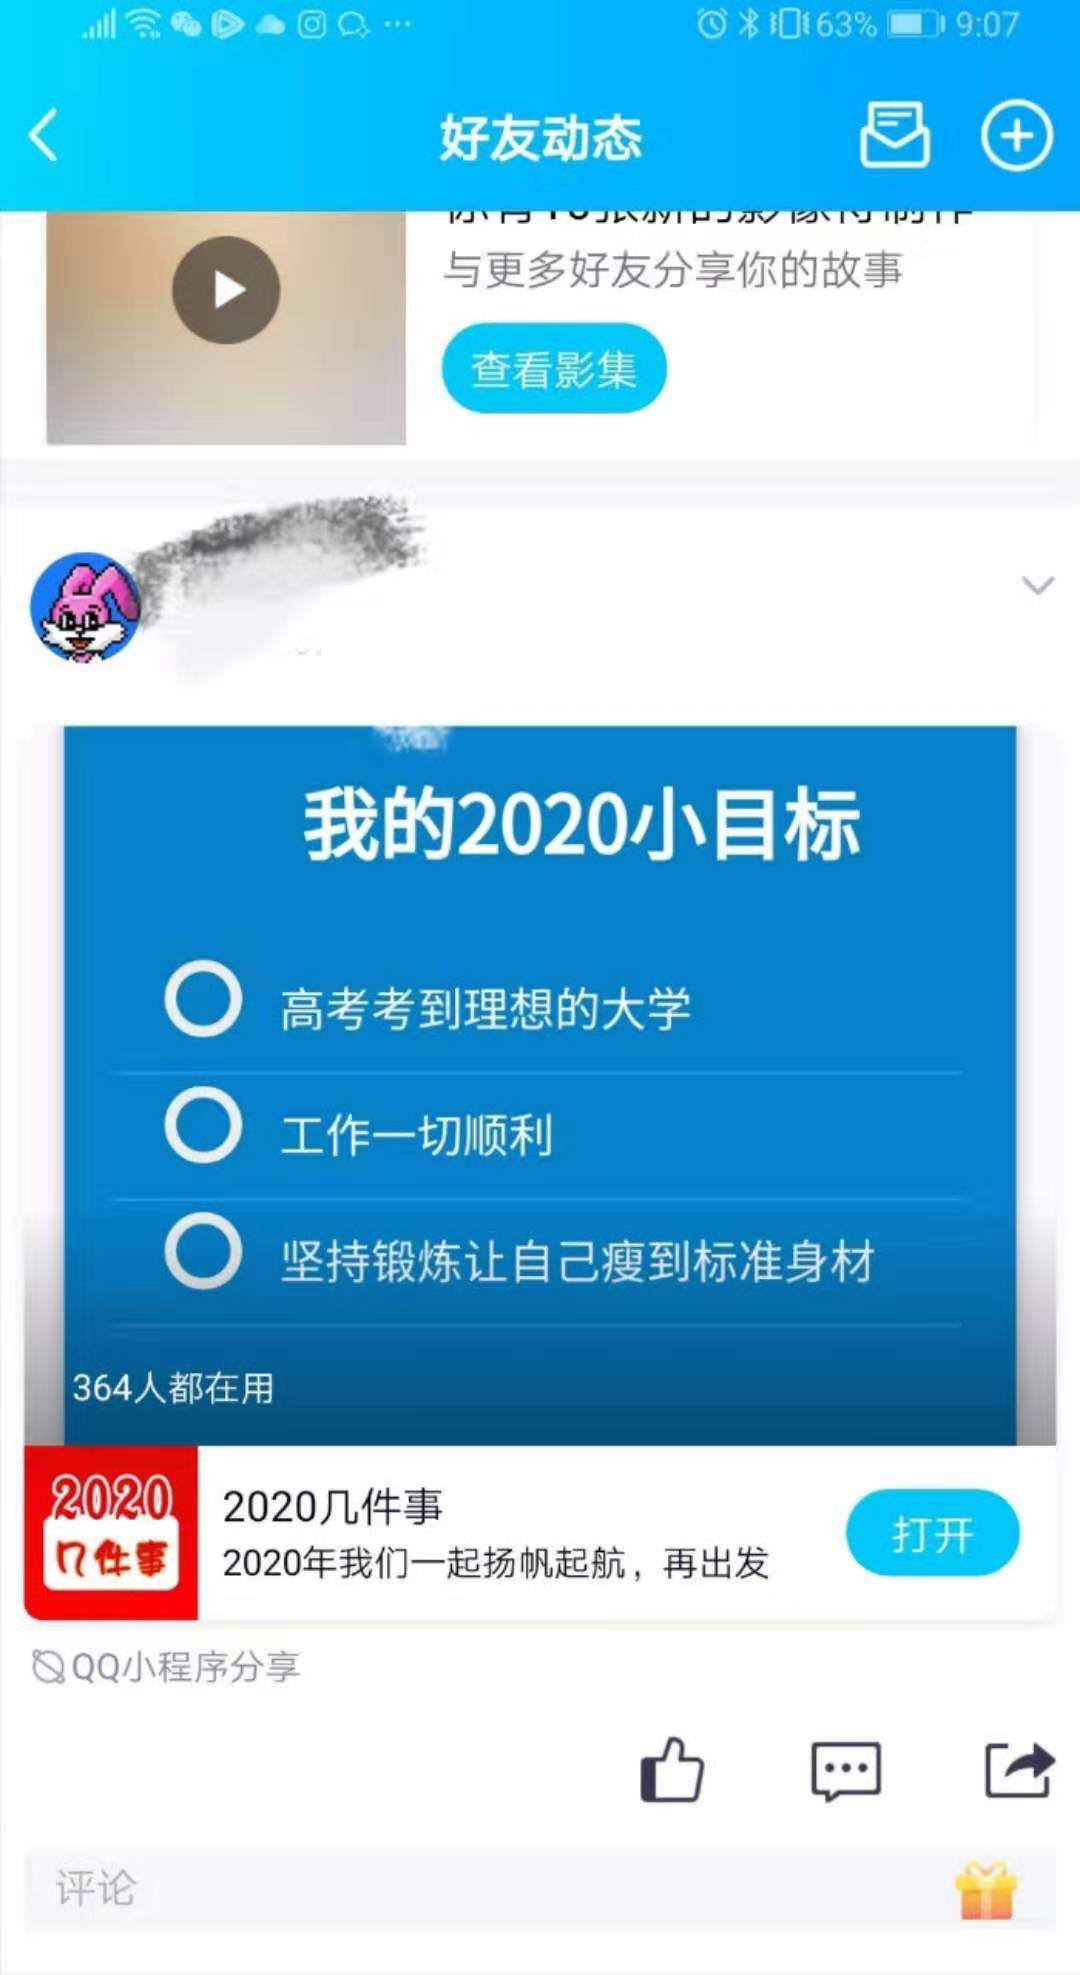 63% 9:07
好友动态
与更多好友分享你的故事
查看影集
我的2020小目标
高考考到理想的大学
工作一切顺利
坚持锻炼让自己瘦到标准身材
364人都在用
2020
几件事
2020几件事
2020年我们一起扬帆起航，再出发
打开
QQ小程序分享
评论